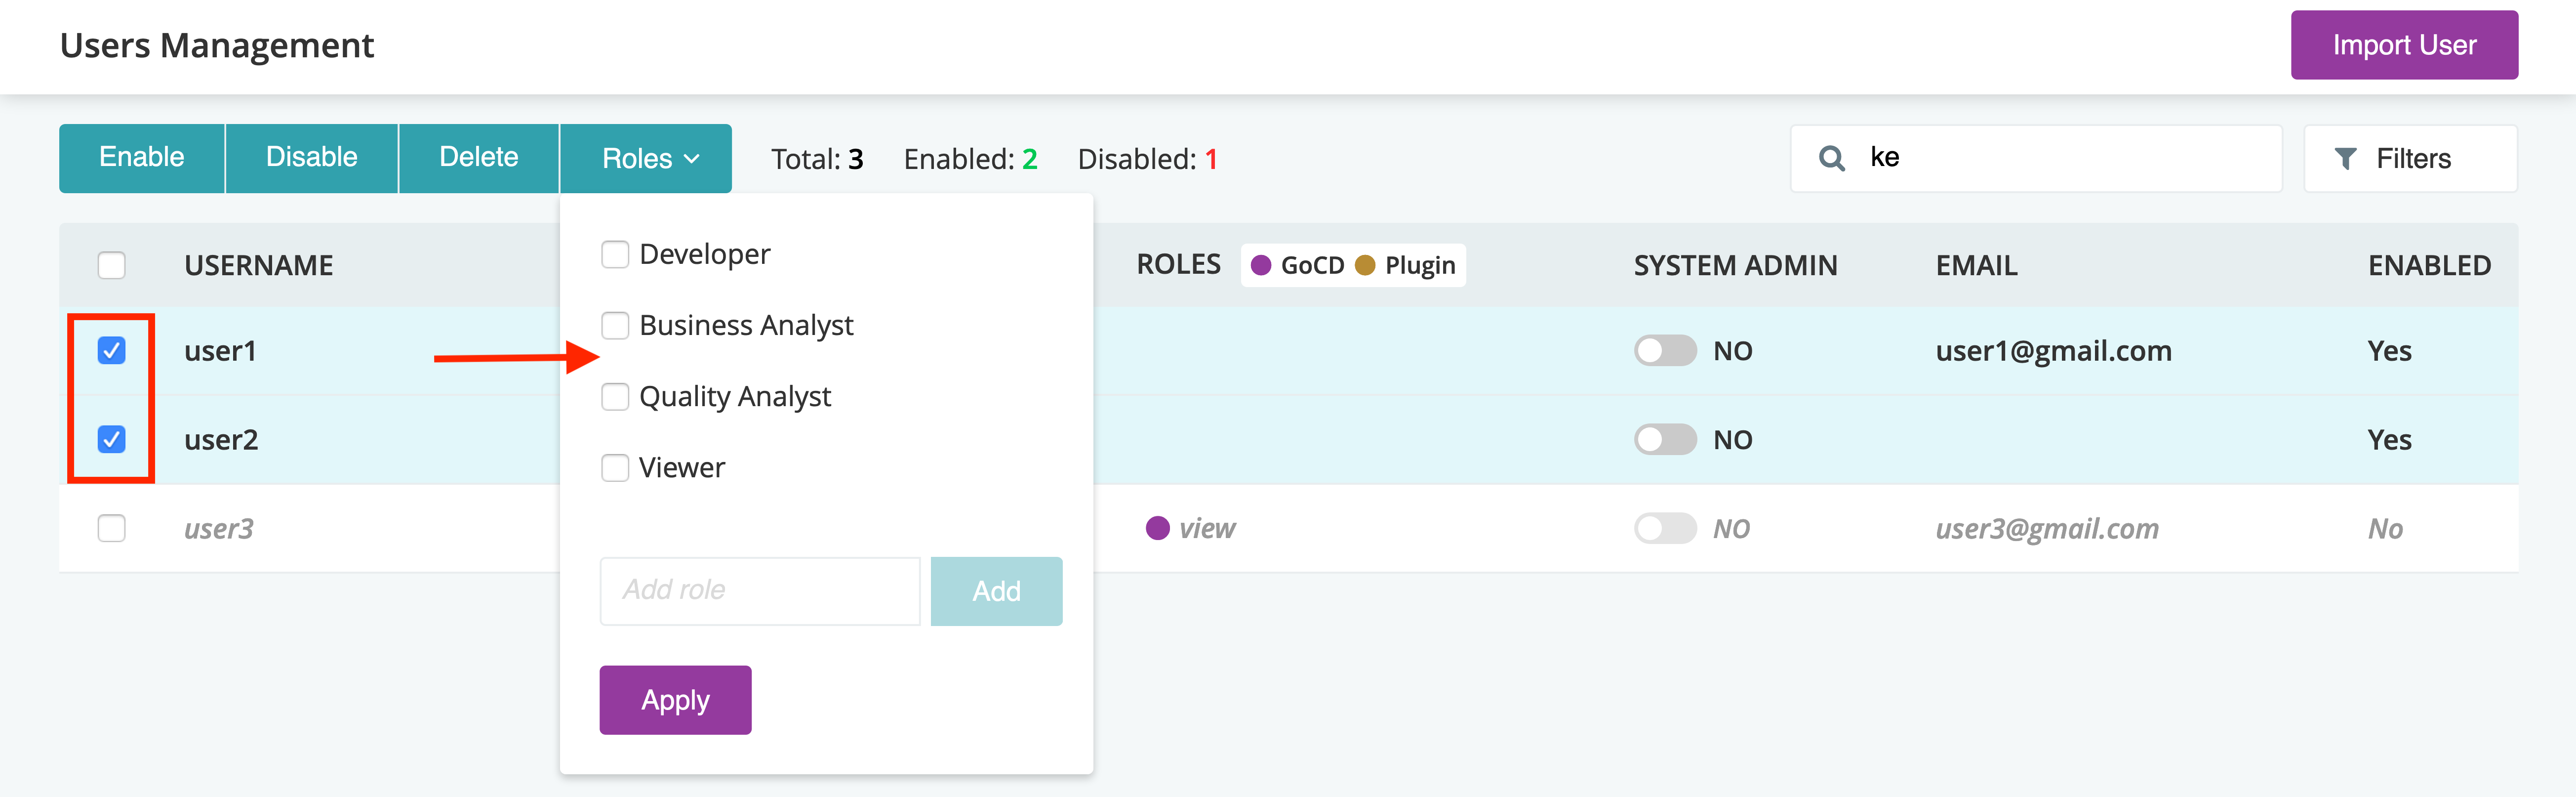 Users Management
Import User
Enable Disable Delete Roles Total: 3 Enabled: 2 Disabled: 1 ke Filters
USERNAME ROLES GoCD Plugin SYSTEM ADMIN EMAIL ENABLED
Developer
Business Analyst
Quality Analyst
Viewer
Add role Add
Apply
user1 NO user1@gmail.com Yes
user2 NO Yes
user3 view NO user3@gmail.com No